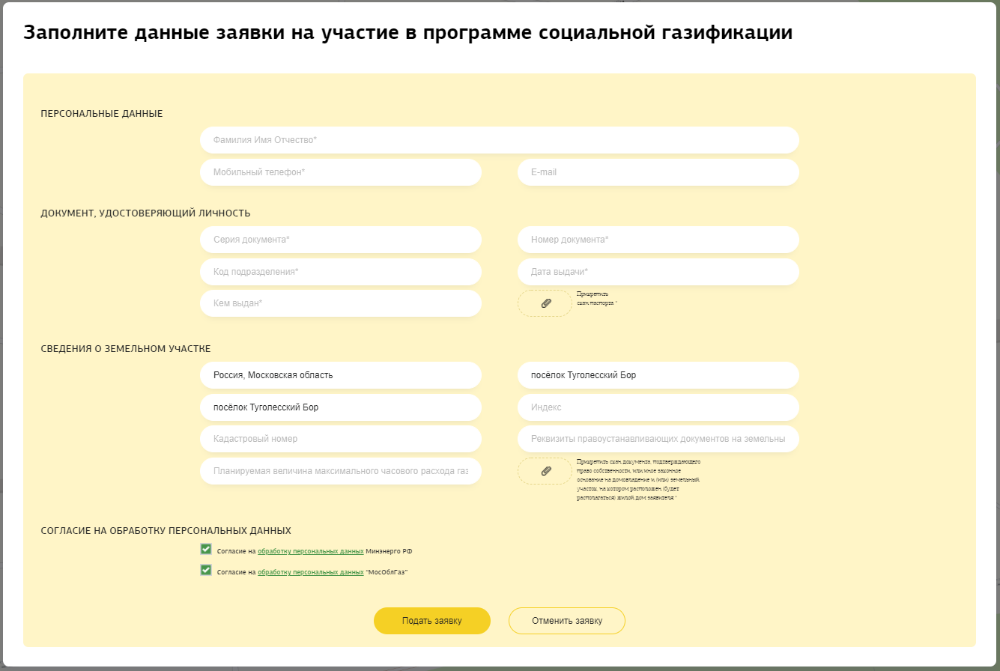 Заполните данные заявки на участие в программе социальной газификации
ПЕРСОНАЛЬНЫЕ ДАННЫЕ
Фамилия Имя Отчество*
Мобильный телефон*
E-mail
ДОКУМЕНТ, УДОСТОВЕРЯЮЩИЙ ЛИЧНОСТЬ
Серия документа*
Номер документа*
Код подразделения*
Дата выдачи*
Кем выдан*
Прикрепить
скан паспорта *
СВЕДЕНИЯ О ЗЕМЕЛЬНОМ УЧАСТКЕ
Россия, Московская область
посёлок Туголесский Бор
посёлок Туголесский Бор
Индекс
Кадастровый номер
Реквизиты правоустанавливающих документов на земельны
Планируемая величина максимального часового расхода газ
Прикрепить скан документа, подтверждающего
право собственности, или иное законное
основание на домовладение и (или) земельный
участок, на котором расположен (будет
располагаться) жилой дом заявителя *
СОГЛАСИЕ НА ОБРАБОТКУ ПЕРСОНАЛЬНЫХ ДАННЫХ
Согласие на обработку персональных данных Минэнерго РФ
Согласие на обработку персональных данных "МосОблГаз"
Подать заявку
Отменить заявку